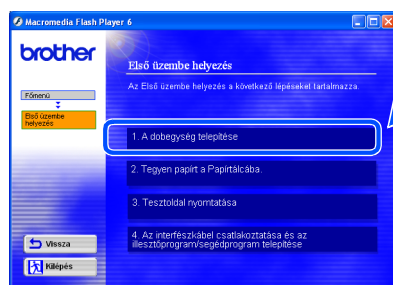 Macromedia Flash Player 6
brother
Első üzembe helyezés
Az Első üzembe helyezés a következő lépéseket tartalmazza.
Főmenü
Első üzembe
helyezés
1. A dobegység telepítése
2. Tegyen papírt a Papírtálcába.
3. Tesztoldal nyomtatása
4. Az interfészkábel csatlakoztatása és az
illesztőprogram/segédprogram telepítése
Vissza
Kilépés